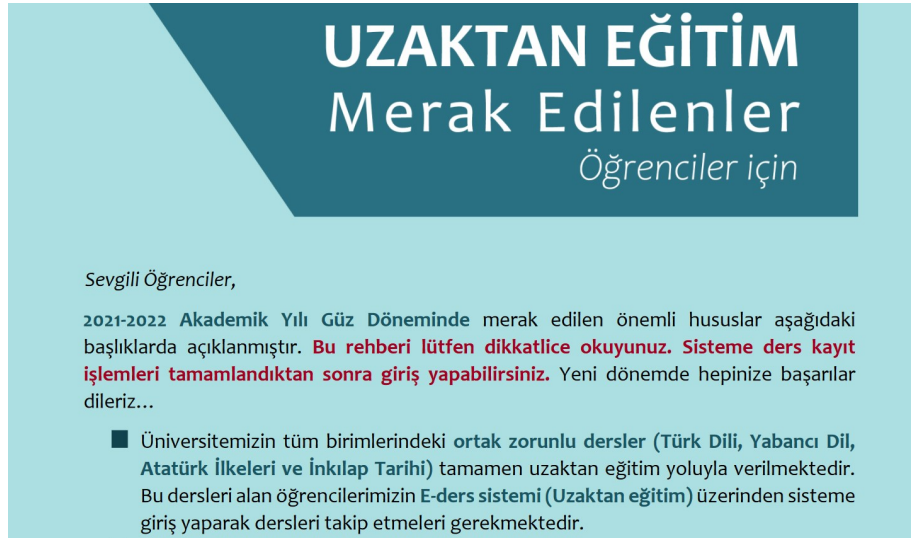 UZAKTAN EĞİTİM
Merak Edilenler
Öğrenciler için
Sevgili Öğrenciler,
2021-2022 Akademik Yılı Güz Döneminde merak edilen önemli hususlar aşağıdaki
başlıklarda açıklanmıştır. Bu rehberi lütfen dikkatlice okuyunuz. Sisteme ders kayıt
işlemleri tamamlandıktan sonra giriş yapabilirsiniz. Yeni dönemde hepinize başarılar
dileriz…
Üniversitemizin tüm birimlerindeki ortak zorunlu dersler (Türk Dili, Yabancı Dil,
Atatürk İlkeleri ve İnkılap Tarihi) tamamen uzaktan eğitim yoluyla verilmektedir.
Bu dersleri alan öğrencilerimizin E-ders sistemi (Uzaktan eğitim) üzerinden sisteme
giriş yaparak dersleri takip etmeleri gerekmektedir.